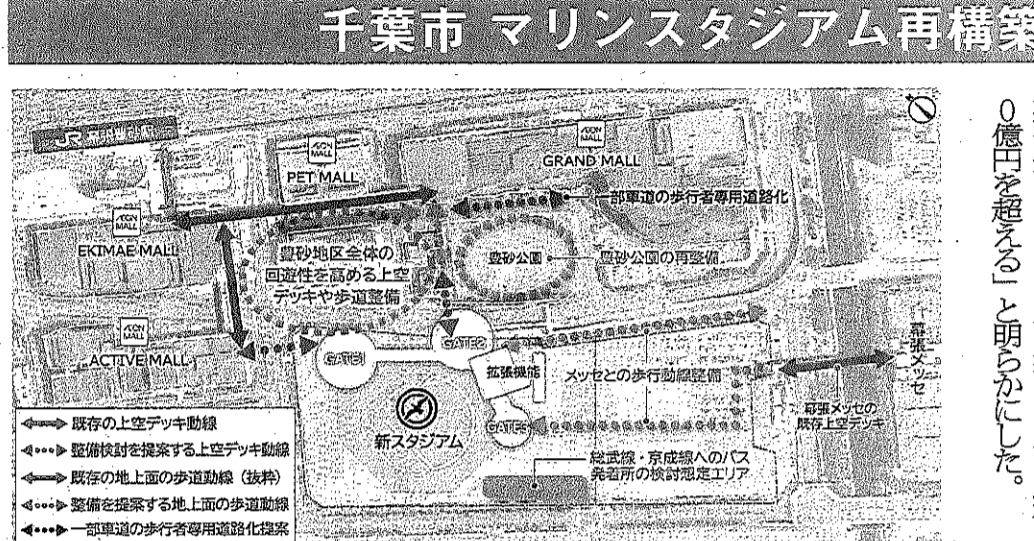 千葉市 マリンスタジアム再構築
0億円を超える」と明らかにした。
AEON MALL
PET MALL
AEON MALL
GRAND MALL
一部車道の歩行者専用道路化
AEON MALL
EKIMAE MALL
豊砂地区全体の
回遊性を高める上空
デッキや歩道整備
豊砂公園
豊砂公園の再整備
AEON MALL
ACTIVE MALL
GATE1
GATE2
拡張機能
メッセとの歩行動線整備
幕張メッセ
幕張メッセの
既存上空デッキ
新スタジアム
GATE3
総武線・京成線へのバス
発着所の検討想定エリア
既存の上空デッキ動線
整備検討を提案する上空デッキ動線
既存の地上面の歩道動線（抜粋）
整備を提案する地上面の歩道動線
一部車道の歩行者専用道路化提案